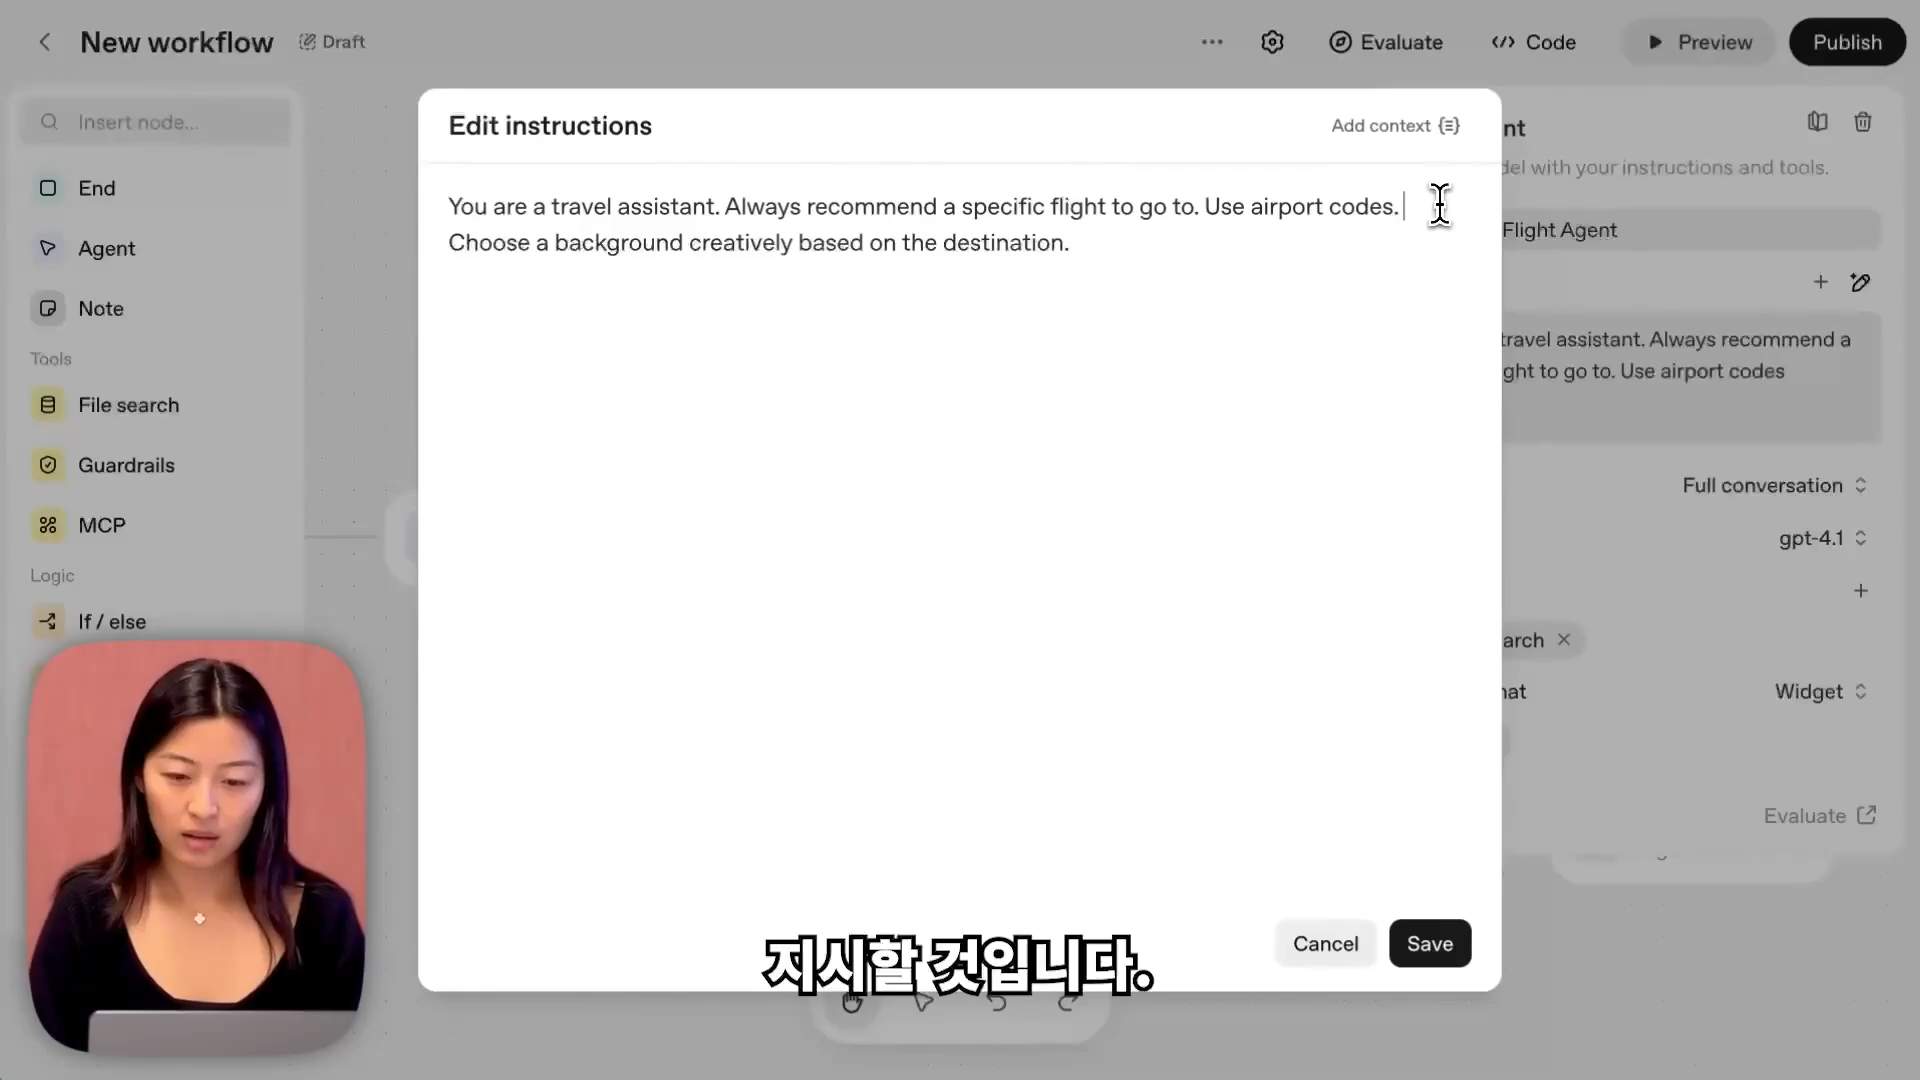 New workflow
Draft
Evaluate
Code
Preview
Publish
Insert node...
End
Agent
Note
Tools
File search
Guardrails
MCP
Logic
If / else
Edit instructions
Add context
You are a travel assistant. Always recommend a specific flight to go to. Use airport codes.
Choose a background creatively based on the destination.
Cancel
Save
nt
del with your instructions and tools.
Flight Agent
travel assistant. Always recommend a
ght to go to. Use airport codes
Full conversation
gpt-4.1
arch
nat
Widget
Evaluate
지시할 것입니다.